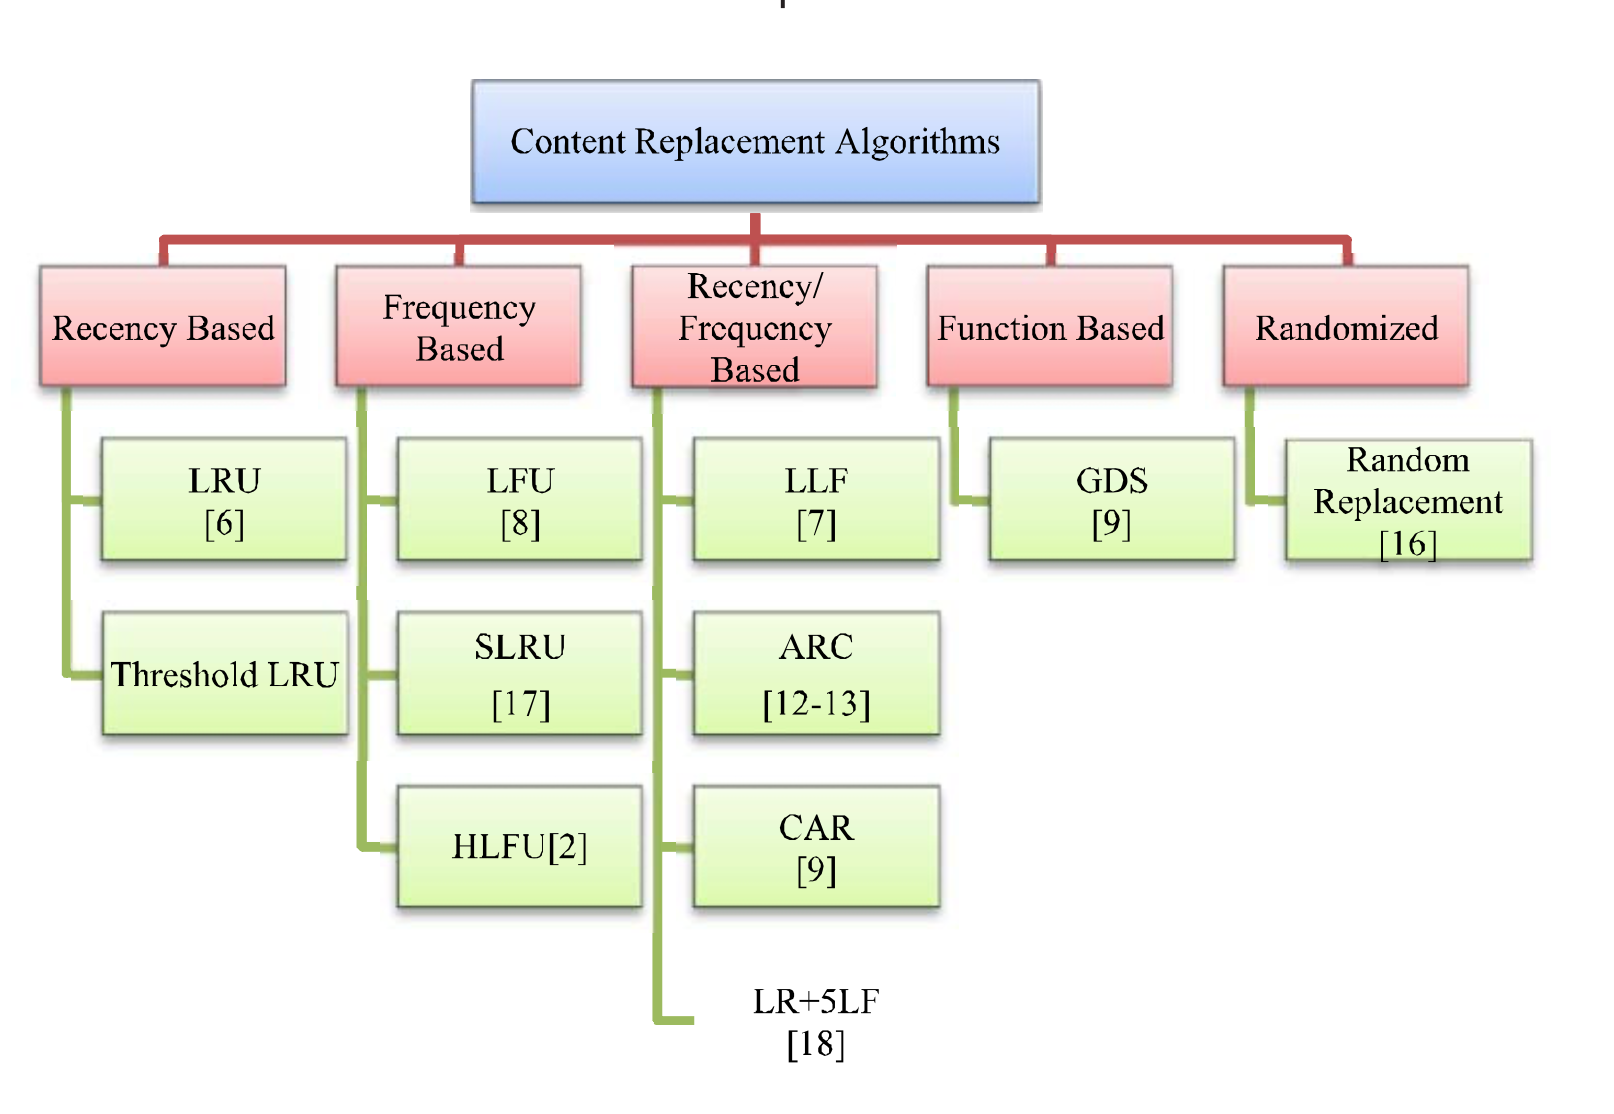 Content Replacement Algorithms
Recency Based
Frequency
Based
Recency/
Frequency
Based
Function Based
Randomized
LRU
[6]
LFU
[8]
LLF
[7]
GDS
[9]
Random
Replacement
[16]
Threshold LRU
SLRU
[17]
ARC
[12-13]
HLFU[2]
CAR
[9]
LR+5LF
[18]